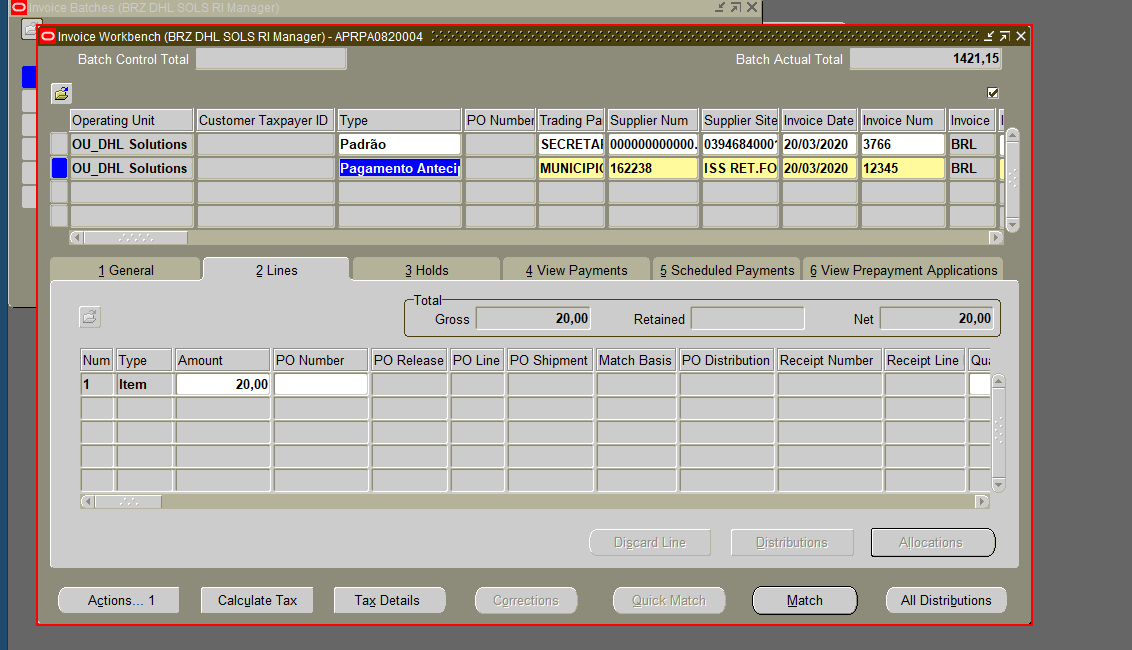 Invoice Batches (BRZ DHL SOLS RI Manager)
Invoice Workbench (BRZ DHL SOLS RI Manager) - APRPA0820004
Batch Control Total
Batch Actual Total 1421,15
Operating Unit Customer Taxpayer ID Type PO Number Trading Pa Supplier Num Supplier Site Invoice Date Invoice Num Invoice
OU_DHL Solutions Padrão SECRETAI 000000000000. 0394684000 20/03/2020 3766 BRL
OU_DHL Solutions Pagamento Anteci MUNICIPIO 162238 ISS RET.FO 20/03/2020 12345 BRL
1 General 2 Lines 3 Holds 4 View Payments 5 Scheduled Payments 6 View Prepayment Applications
Total
Gross 20,00 Retained Net 20,00
Num Type Amount PO Number PO Release PO Line PO Shipment Match Basis PO Distribution Receipt Number Receipt Line Qua
1 Item 20,00
Discard Line Distributions Allocations
Actions... 1 Calculate Tax Tax Details Corrections Quick Match Match All Distributions